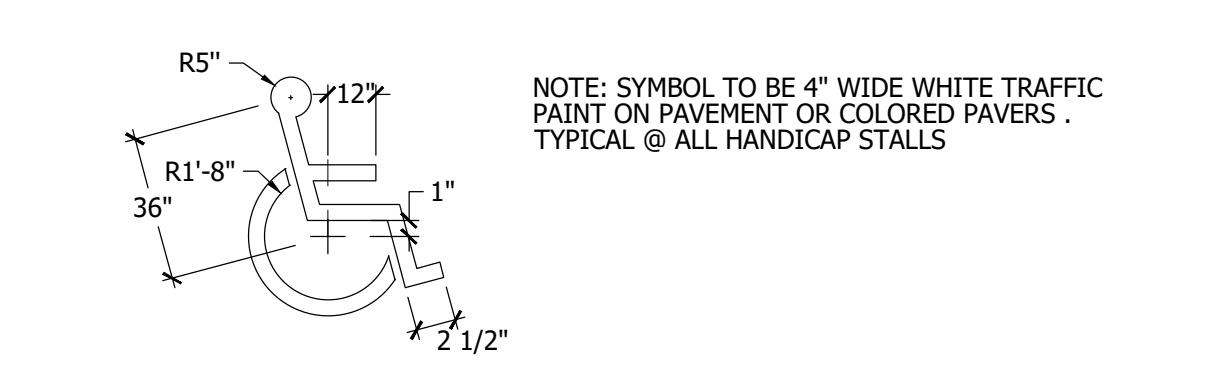 R5"
12"
NOTE: SYMBOL TO BE 4" WIDE WHITE TRAFFIC
PAINT ON PAVEMENT OR COLORED PAVERS .
TYPICAL @ ALL HANDICAP STALLS
R1'-8"
1"
36"
2 1/2"